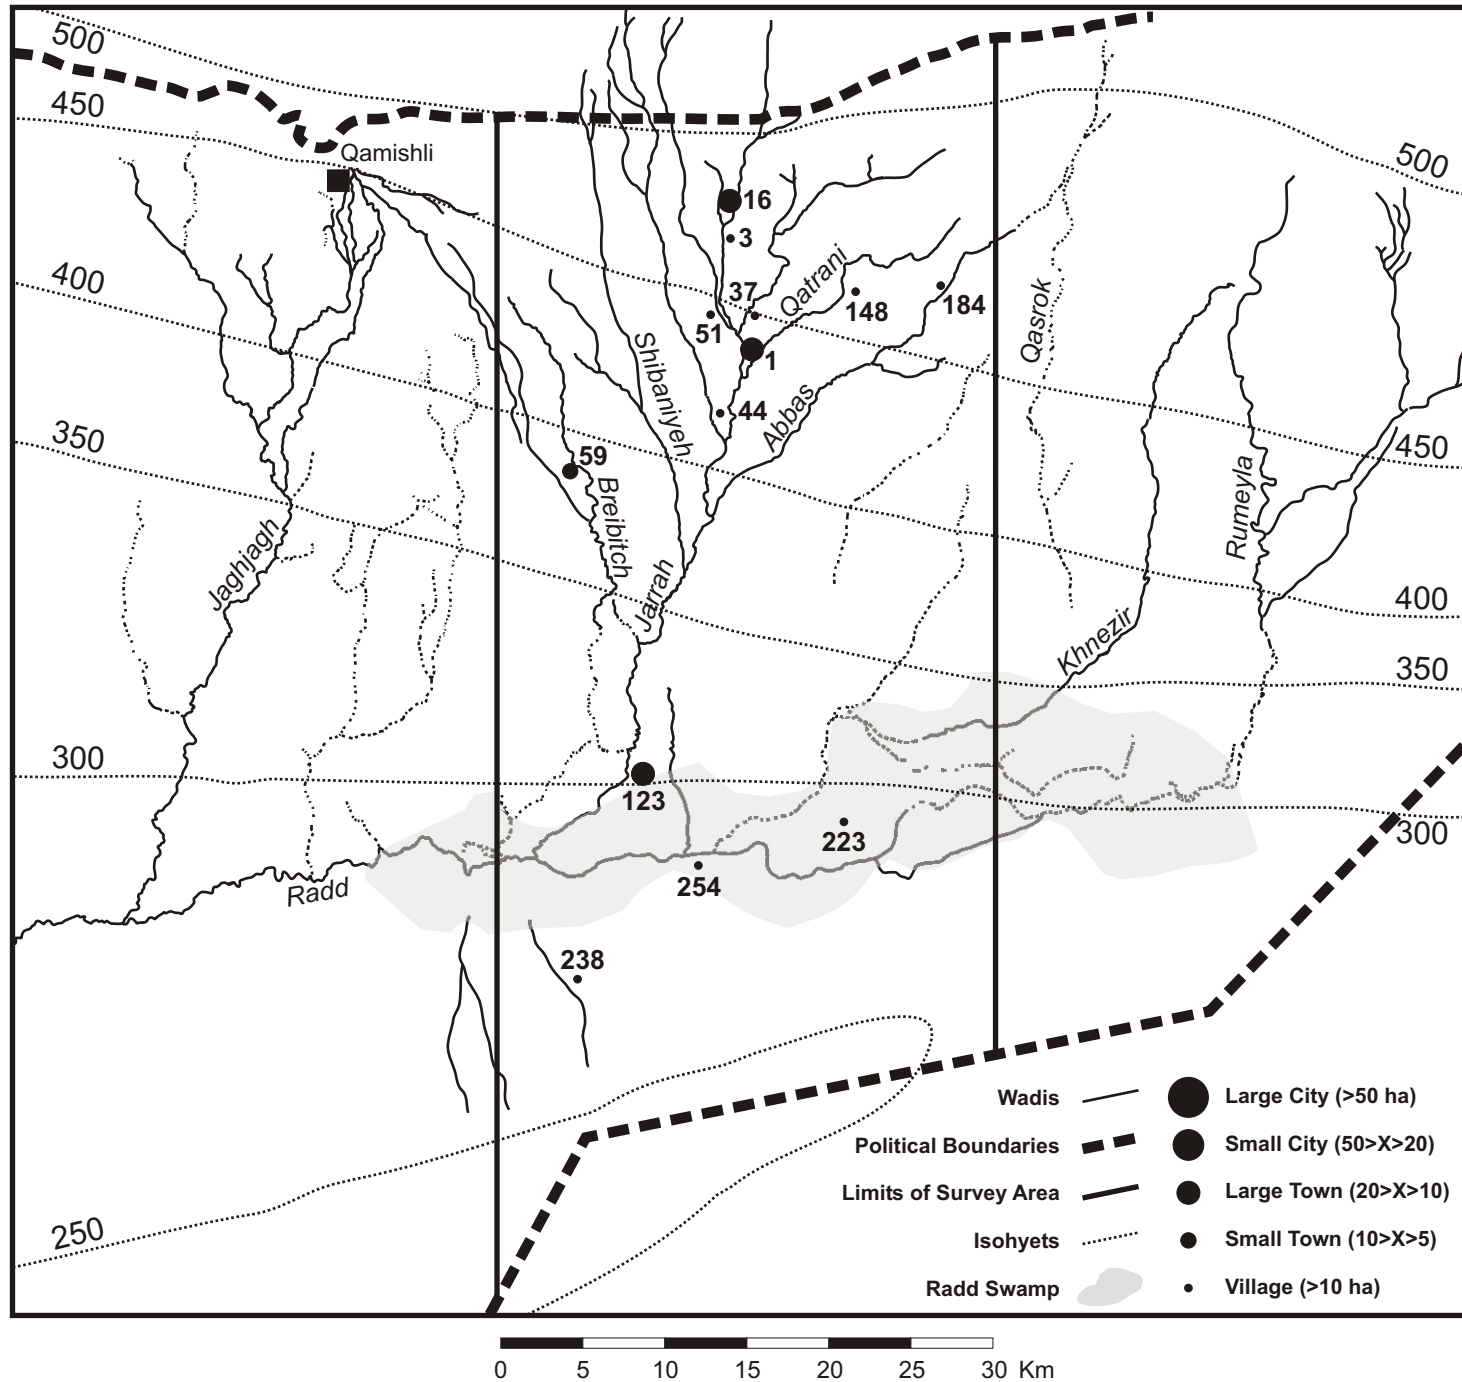 500
450
Qamishli
500
16
3
400
37
Qatrani
148
184
51
1
Qasrok
Shibaniyeh
44
Abbas
350
59
450
Breibitch
Rumeyla
Jaghjagh
Jarrah
400
Khnezir
350
300
123
223
300
254
Radd
238
250
Wadis
Large City (>50 ha)
Political Boundaries
Small City (50>X>20)
Limits of Survey Area
Large Town (20>X>10)
Isohyets
Small Town (10>X>5)
Radd Swamp
Village (>10 ha)
0 5 10 15 20 25 30 Km